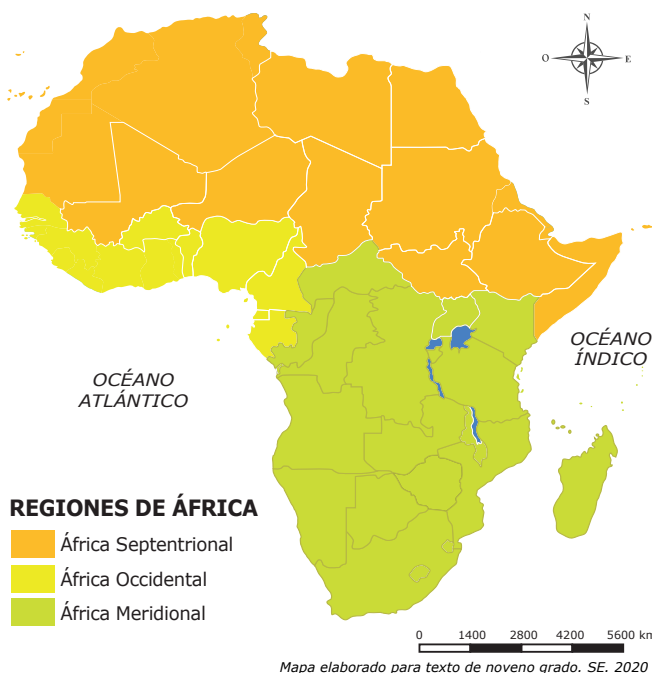 N
O
E
S
OCÉANO
ÍNDICO
OCÉANO
ATLÁNTICO
REGIONES DE ÁFRICA
África Septentrional
África Occidental
África Meridional
0 1400 2800 4200 5600 km
Mapa elaborado para texto de noveno grado. SE. 2020